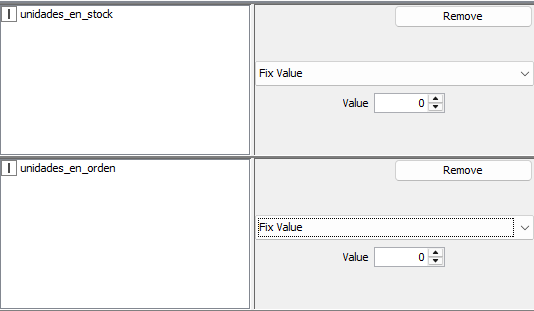 I unidades_en_stock
Remove
Fix Value
Value 0
I unidades_en_orden
Remove
Fix Value
Value 0